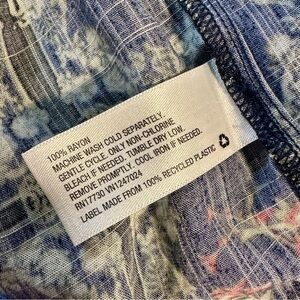 100% RAYON
MACHINE WASH COLD SEPARATELY.
GENTLE CYCLE. ONLY NON-CHLORINE
BLEACH IF NEEDED. TUMBLE DRY LOW.
REMOVE PROMPTLY. COOL IRON IF NEEDED.
RN17730 VN1247024
LABEL MADE FROM 100% RECYCLED PLASTIC